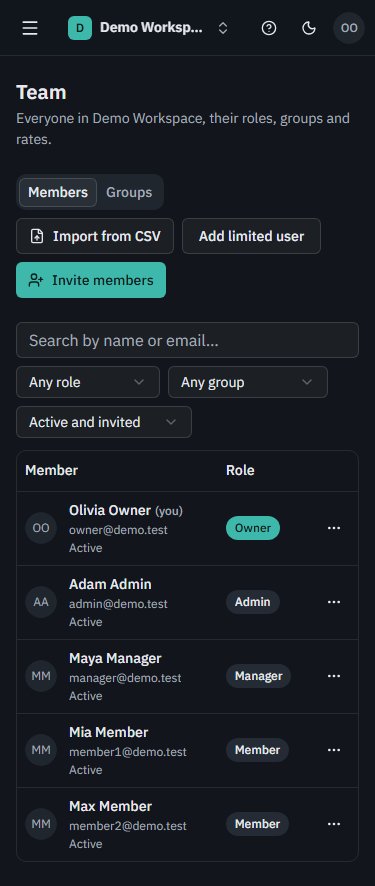 D Demo Worksp... OO
Team
Everyone in Demo Workspace, their roles, groups and
rates.
Members Groups
Import from CSV Add limited user
Invite members
Search by name or email...
Any role Any group
Active and invited
Member Role
OO Olivia Owner (you) Owner
owner@demo.test
Active
AA Adam Admin Admin
admin@demo.test
Active
MM Maya Manager Manager
manager@demo.test
Active
MM Mia Member Member
member1@demo.test
Active
MM Max Member Member
member2@demo.test
Active